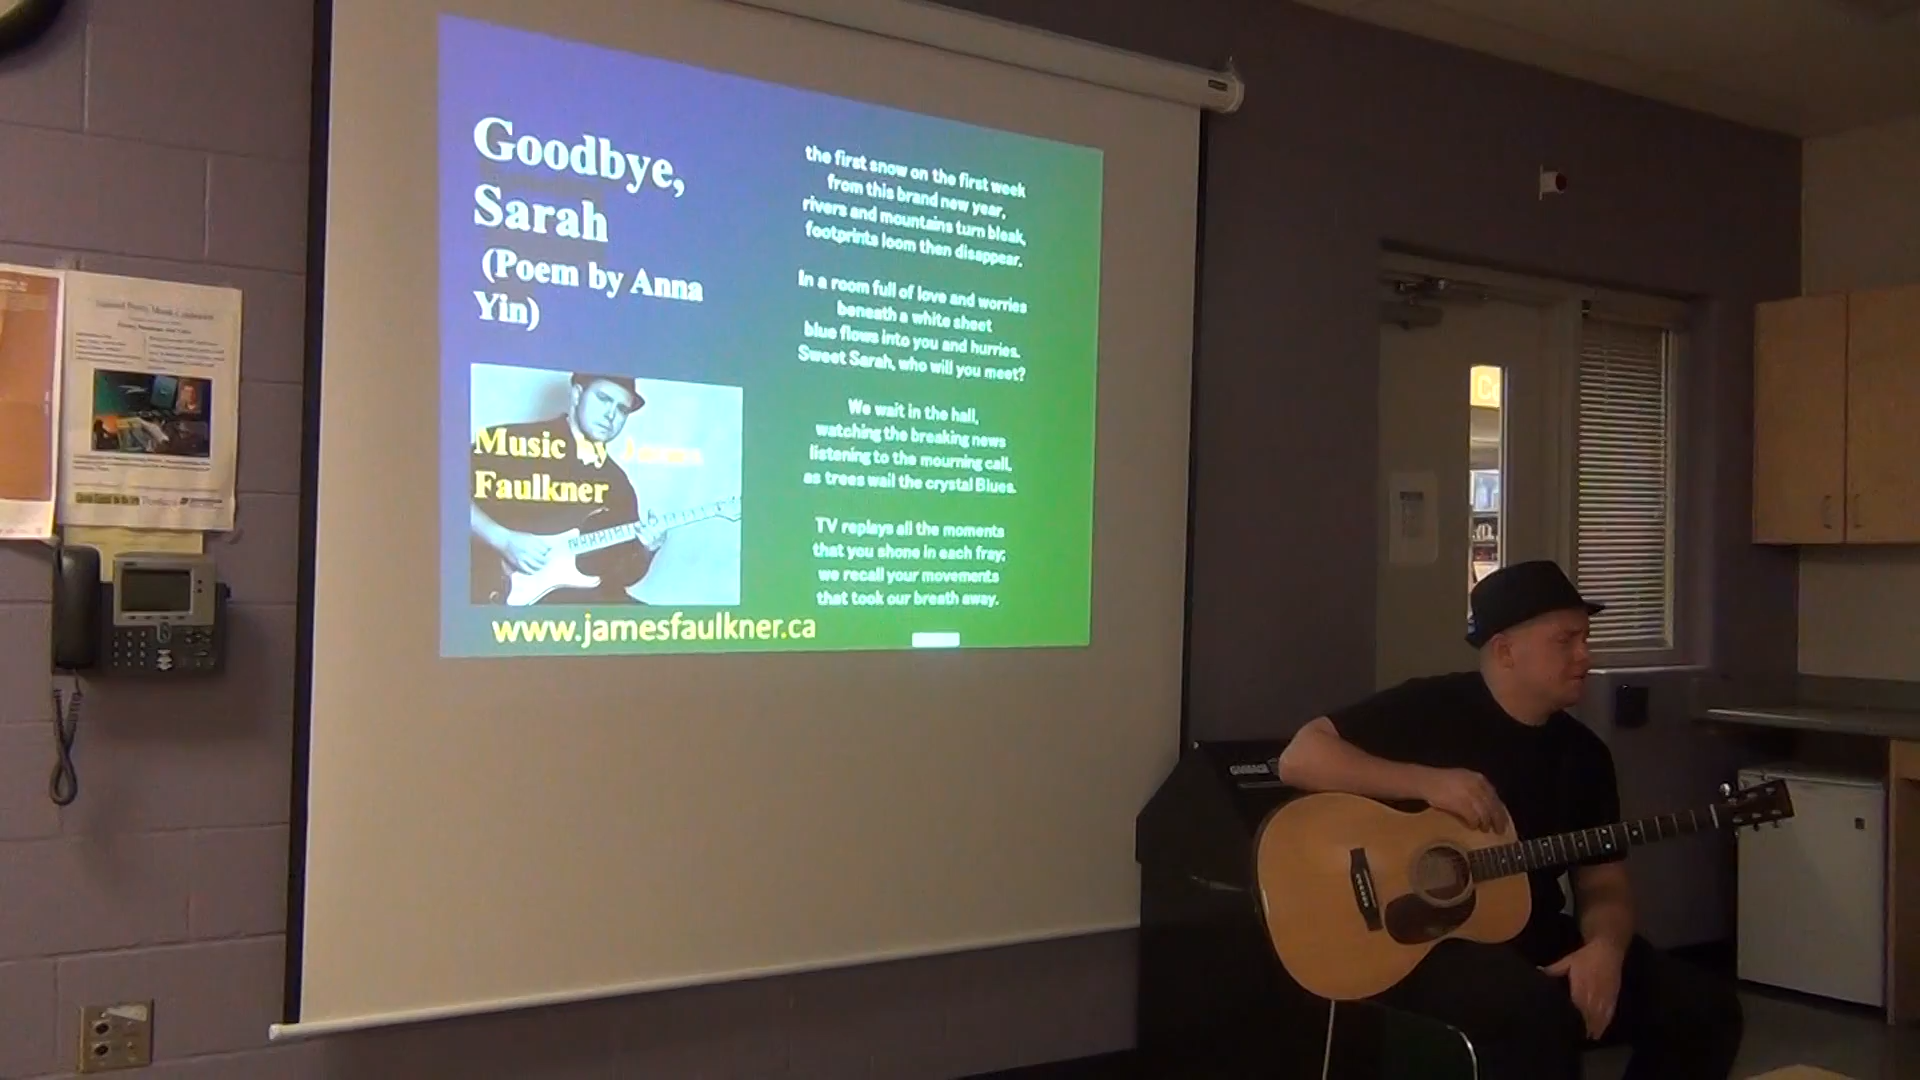 Goodbye,
Sarah
(Poem by Anna
Yin)
Music by James
Faulkner
www.jamesfaulkner.ca
the first snow on the first week
from this brand new year,
rivers and mountains turn bleak,
footprints loom then disappear.
In a room full of love and worries
beneath a white sheet
blue flows into you and hurries.
Sweet Sarah, who will you meet?
We wait in the hall,
watching the breaking news
listening to the mourning call,
as trees wail the crystal Blues.
TV replays all the moments
that you shone in each fray;
we recall your movements
that took our breath away.